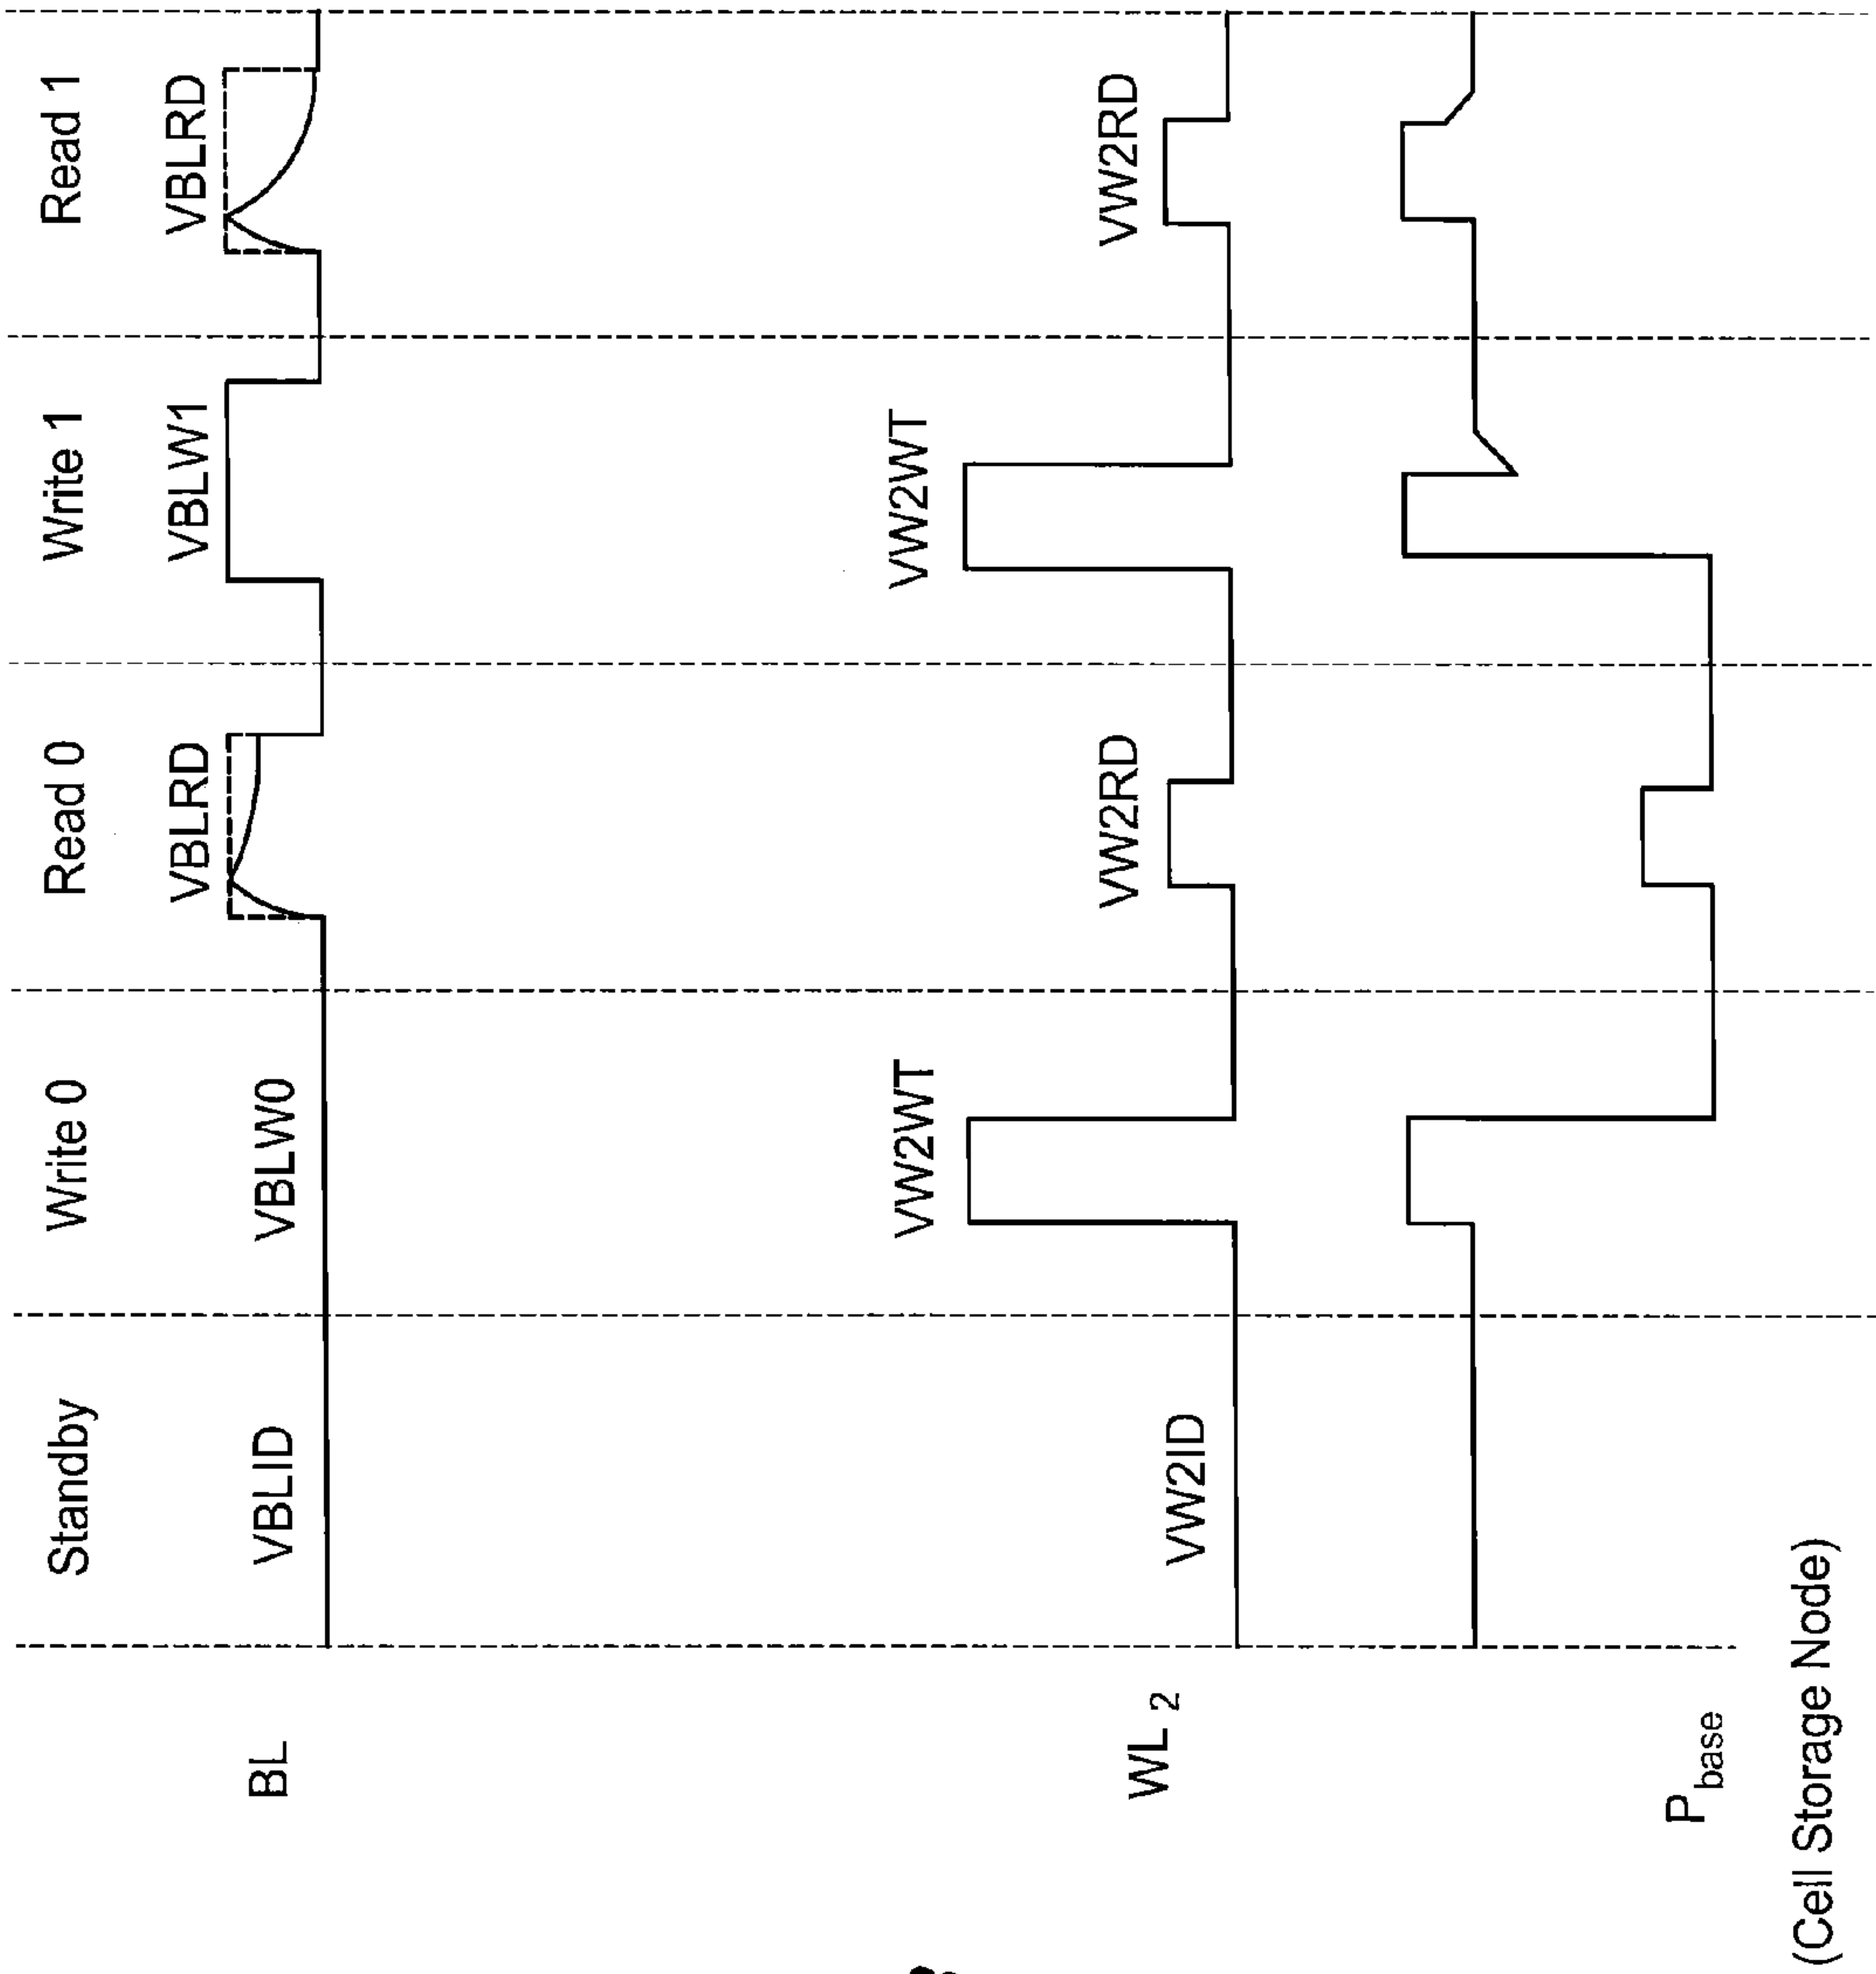 Standby Write 0 Read 0 Write 1 Read 1
VBLRD VBLW1 VBLRD
BL VBLID VBLW0
VW2WT VW2WT
VW2RD VW2RD
WL 2 VW2ID
P base
(Cell Storage Node)